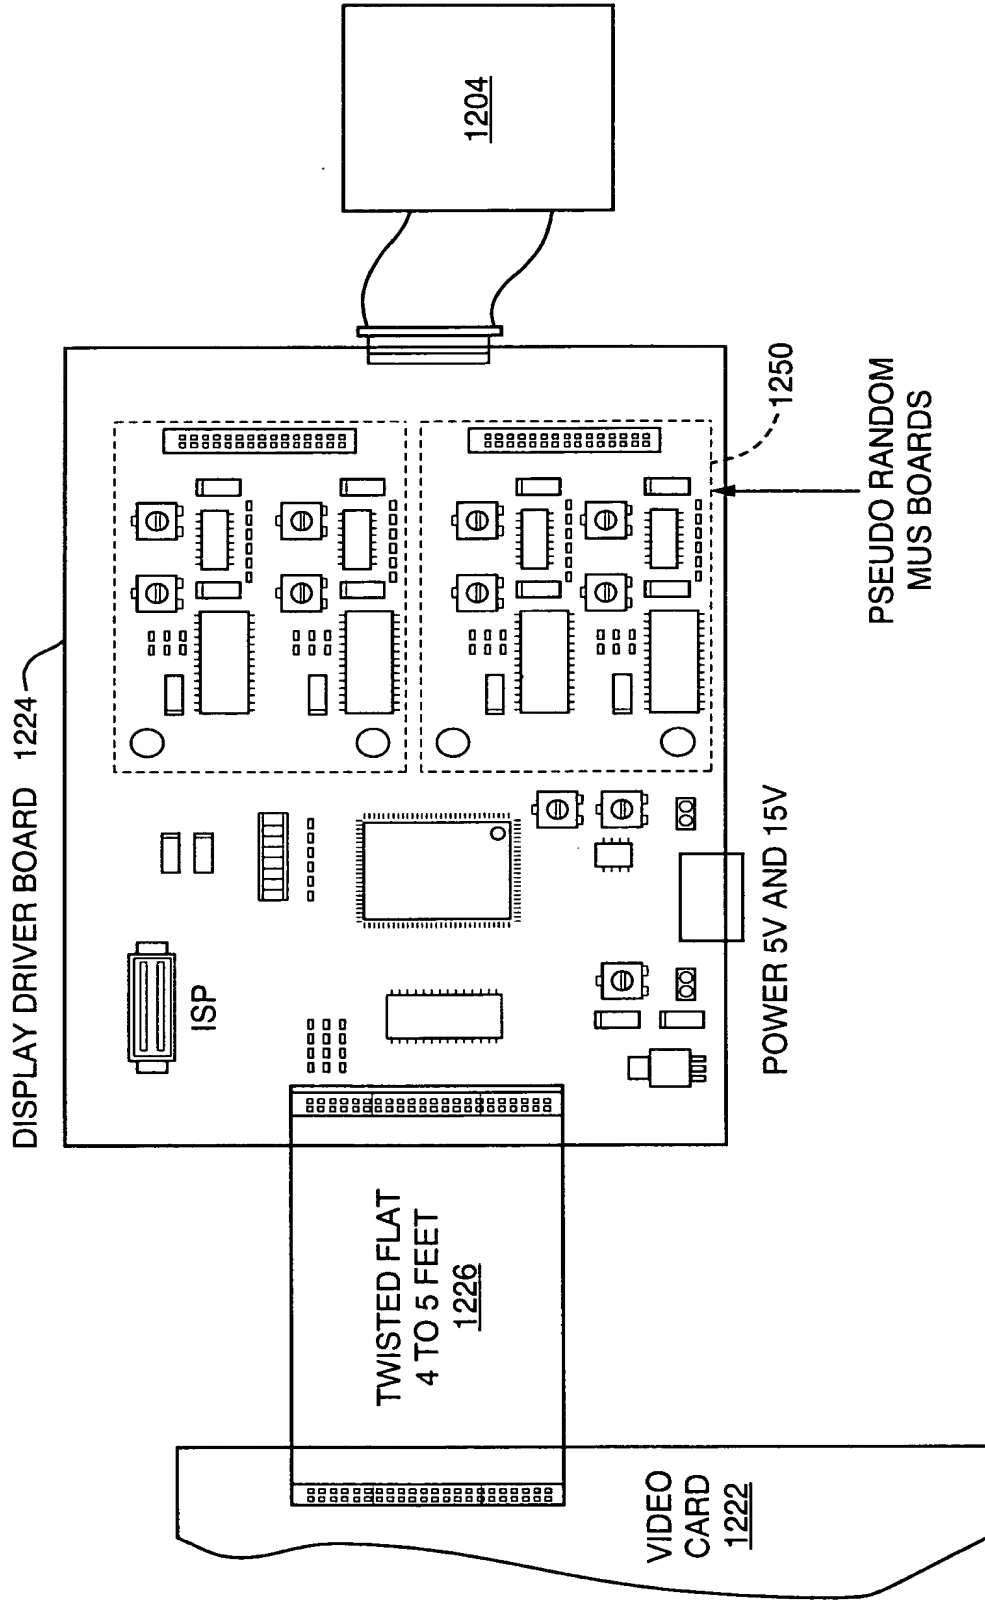 DISPLAY DRIVER BOARD 1224
ISP
1204
TWISTED FLAT
4 TO 5 FEET
1226
VIDEO
CARD
1222
POWER 5V AND 15V
1250
PSEUDO RANDOM
MUS BOARDS